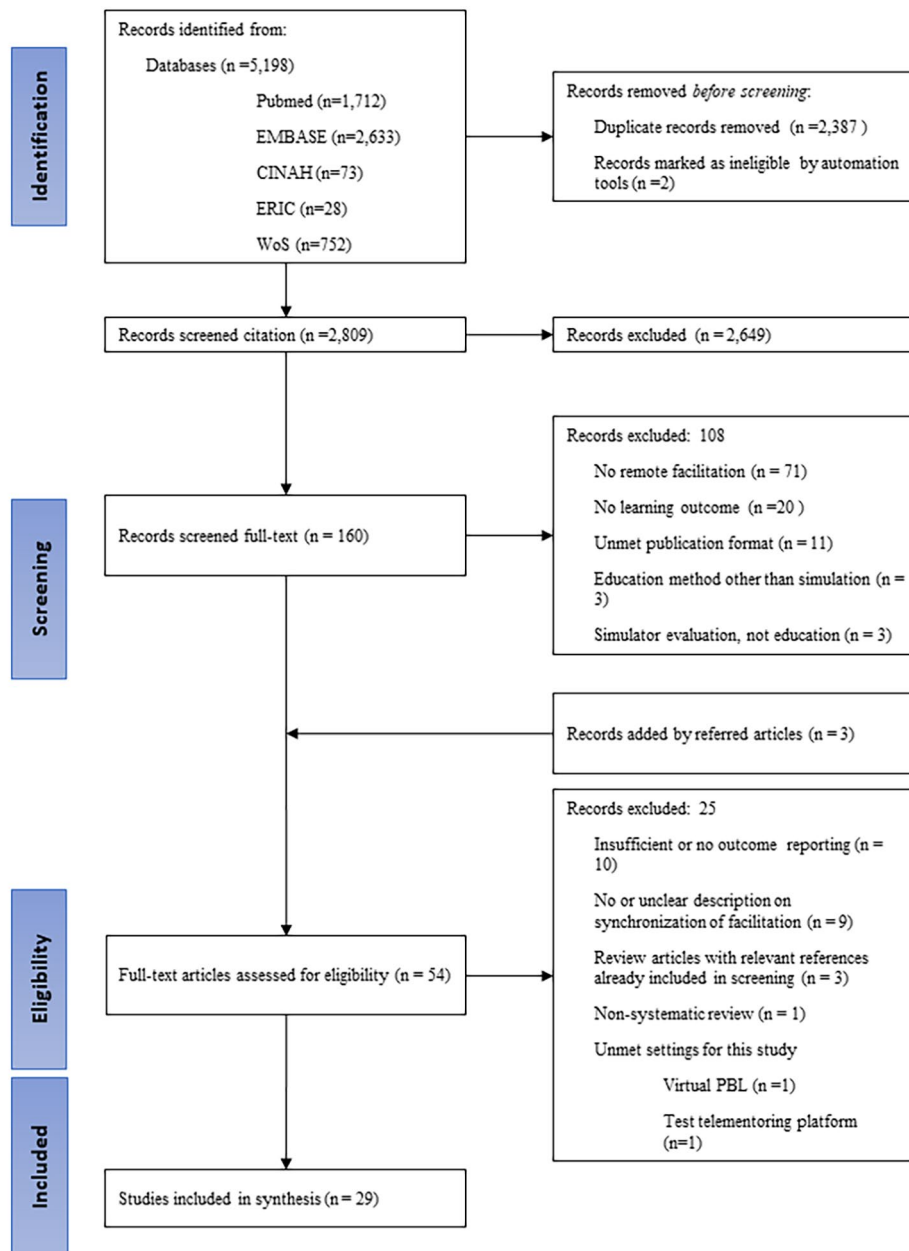 Identification
Records identified from:
Databases (n =5,198)
Pubmed (n=1,712)
EMBASE (n=2,633)
CINAH (n=73)
ERIC (n=28)
WoS (n=752)
Records removed before screening:
Duplicate records removed (n =2,387 )
Records marked as ineligible by automation
tools (n =2)
Records screened citation (n =2,809)
Records excluded (n = 2,649)
Screening
Records screened full-text (n = 160)
Records excluded: 108
No remote facilitation (n = 71)
No learning outcome (n =20 )
Unmet publication format (n = 11)
Education method other than simulation (n =
3)
Simulator evaluation, not education (n = 3)
Records added by referred articles (n = 3)
Eligibility
Full-text articles assessed for eligibility (n = 54)
Records excluded: 25
Insufficient or no outcome reporting (n =
10)
No or unclear description on
synchronization of facilitation (n = 9)
Review articles with relevant references
already included in screening (n = 3)
Non-systematic review (n = 1)
Unmet settings for this study
Virtual PBL (n =1)
Test telementoring platform
(n=1)
Included
Studies included in synthesis (n = 29)